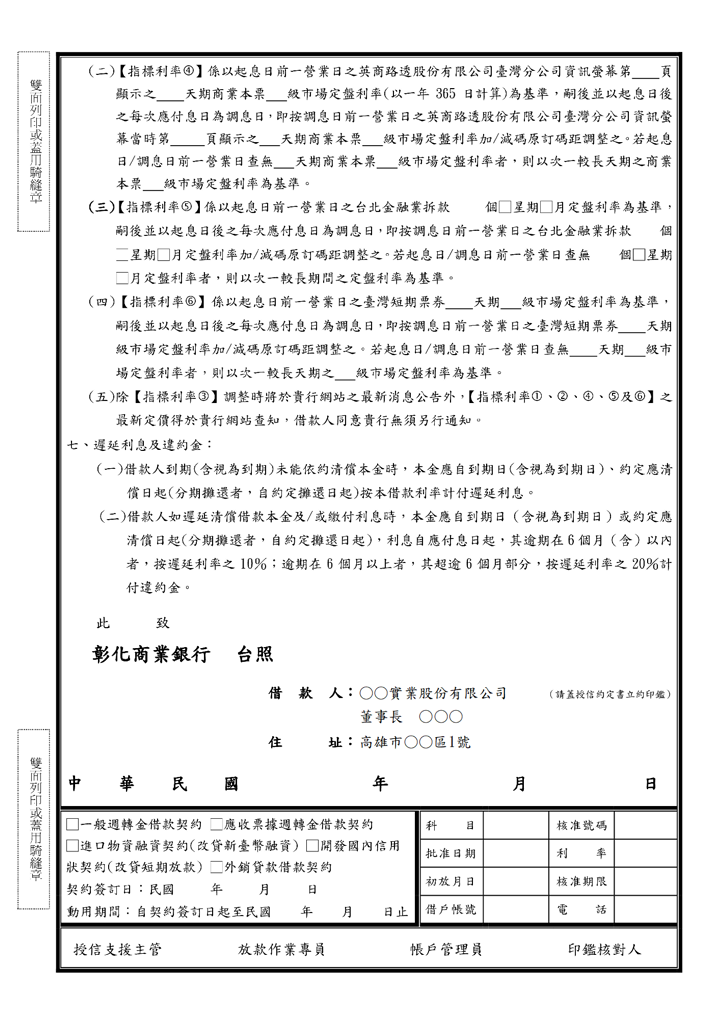 雙面列印或蓋用騎縫章
(二)【指標利率④】係以起息日前一營業日之英商路透股份有限公司臺灣分公司資訊螢幕第____頁
顯示之____天期商業本票___級市場定盤利率(以一年 365 日計算)為基準，嗣後並以起息日後
之每次應付息日為調息日，即按調息日前一營業日之英商路透股份有限公司臺灣分公司資訊螢
幕當時第_____頁顯示之___天期商業本票___級市場定盤利率加/減碼原訂碼距調整之。若起息
日/調息日前一營業日查無___天期商業本票___級市場定盤利率者，則以次一較長天期之商業
本票___級市場定盤利率為基準。
(三)【指標利率⑤】係以起息日前一營業日之台北金融業拆款　　個□星期□月定盤利率為基準，
嗣後並以起息日後之每次應付息日為調息日，即按調息日前一營業日之台北金融業拆款　　個
□星期□月定盤利率加/減碼原訂碼距調整之。若起息日/調息日前一營業日查無　　個□星期
□月定盤利率者，則以次一較長期間之定盤利率為基準。
(四)【指標利率⑥】係以起息日前一營業日之臺灣短期票券____天期___級市場定盤利率為基準，
嗣後並以起息日後之每次應付息日為調息日，即按調息日前一營業日之臺灣短期票券____天期
級市場定盤利率加/減碼原訂碼距調整之。若起息日/調息日前一營業日查無____天期___級市
場定盤利率者，則以次一較長天期之___級市場定盤利率為基準。
(五)除【指標利率③】調整時將於貴行網站之最新消息公告外，【指標利率①、②、④、⑤及⑥】之
最新定價得於貴行網站查知，借款人同意貴行無須另行通知。
七、遲延利息及違約金：
(一)借款人到期(含視為到期)未能依約清償本金時，本金應自到期日(含視為到期日)、約定應清
償日起(分期攤還者，自約定攤還日起)按本借款利率計付遲延利息。
(二)借款人如遲延清償借款本金及/或繳付利息時，本金應自到期日（含視為到期日）或約定應
清償日起(分期攤還者，自約定攤還日起)，利息自應付息日起，其逾期在 6 個月（含）以內
者，按遲延利率之 10%；逾期在 6 個月以上者，其超逾 6 個月部分，按遲延利率之 20%計
付違約金。
此　　致
彰化商業銀行　台照
借　款　人：○○實業股份有限公司　（請蓋授信約定書立約印鑑）
董事長　○○○
住　　址：高雄市○○區1號
中　華　民　國　　年　　月　　日
雙面列印或蓋用騎縫章
□一般週轉金借款契約 □應收票據週轉金借款契約
□進口物資融資契約(改貸新臺幣融資) □開發國內信用
狀契約(改貸短期放款) □外銷貸款借款契約
契約簽訂日：民國　　年　　月　　日
動用期間：自契約簽訂日起至民國　　年　　月　　日止
科　目　　核准號碼
批准日期　　利　率
初放月日　　核准期限
借戶帳號　　電　話
授信支援主管　　放款作業專員　　帳戶管理員　　印鑑核對人